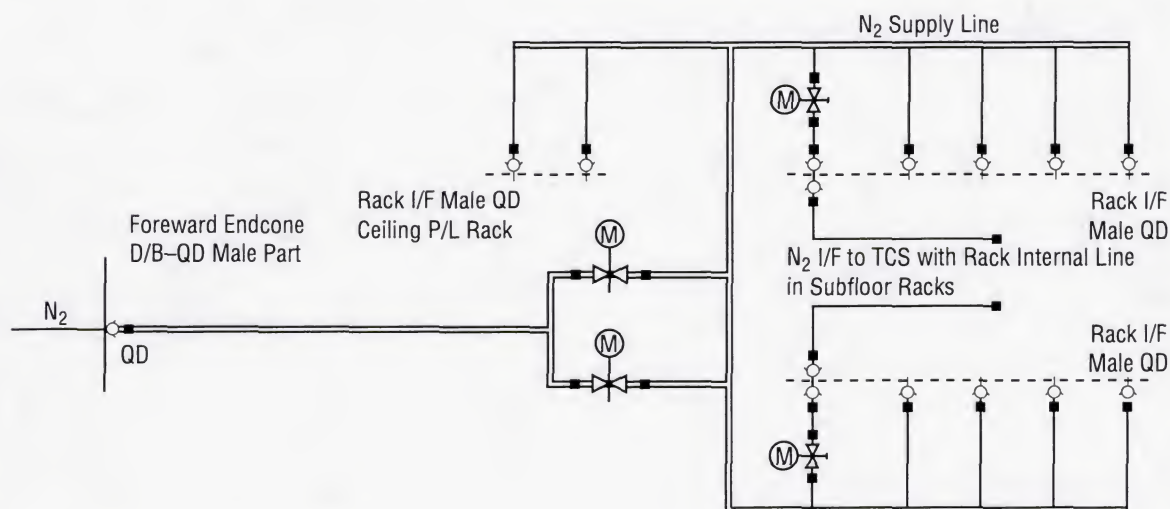 N₂ Supply Line
M
Rack I/F Male QD
Ceiling P/L Rack
Rack I/F
Male QD
Foreward Endcone
D/B–QD Male Part
M
N₂ I/F to TCS with Rack Internal Line
in Subfloor Racks
N₂
QD
M
Rack I/F
Male QD
M